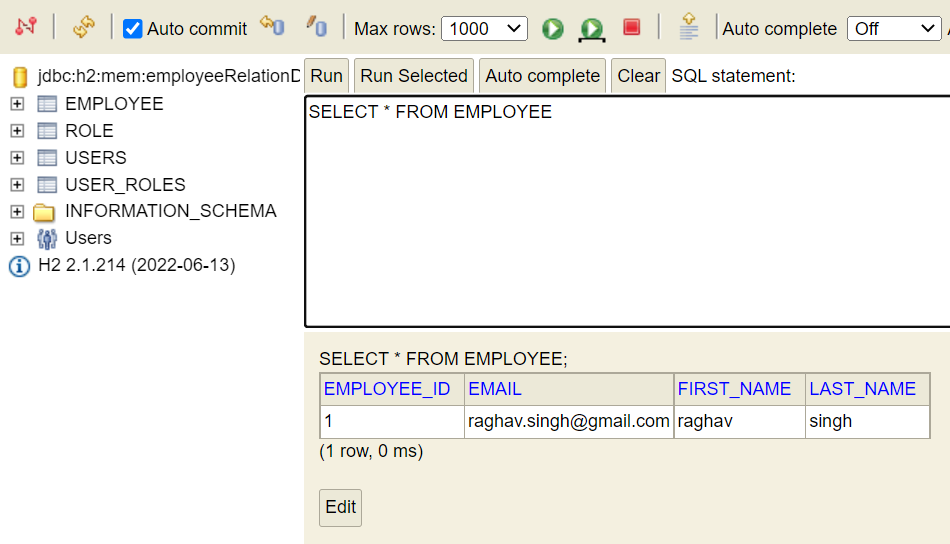 Auto commit Max rows: 1000 Auto complete Off
jdbc:h2:mem:employeeRelationD
EMPLOYEE
ROLE
USERS
USER_ROLES
INFORMATION_SCHEMA
Users
H2 2.1.214 (2022-06-13)
Run Run Selected Auto complete Clear SQL statement:
SELECT * FROM EMPLOYEE
SELECT * FROM EMPLOYEE;
EMPLOYEE_ID EMAIL FIRST_NAME LAST_NAME
1 raghav.singh@gmail.com raghav singh
(1 row, 0 ms)
Edit